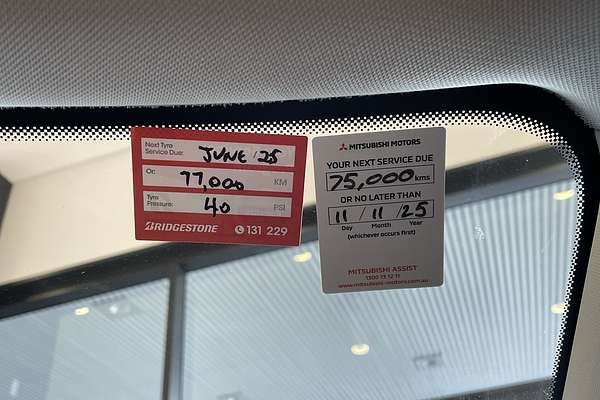 Next Tyre
Service Due: JUNE '25
Or: 77,000 KM
Tyre
Pressure: 40 PSI
BRIDGESTONE 131 229
MITSUBISHI MOTORS
YOUR NEXT SERVICE DUE
75,000 kms
OR NO LATER THAN
11 / 11 / 25
Day Month Year
(whichever occurs first)
MITSUBISHI ASSIST
1300 13 12 11
www.mitsubishi-motors.com.au